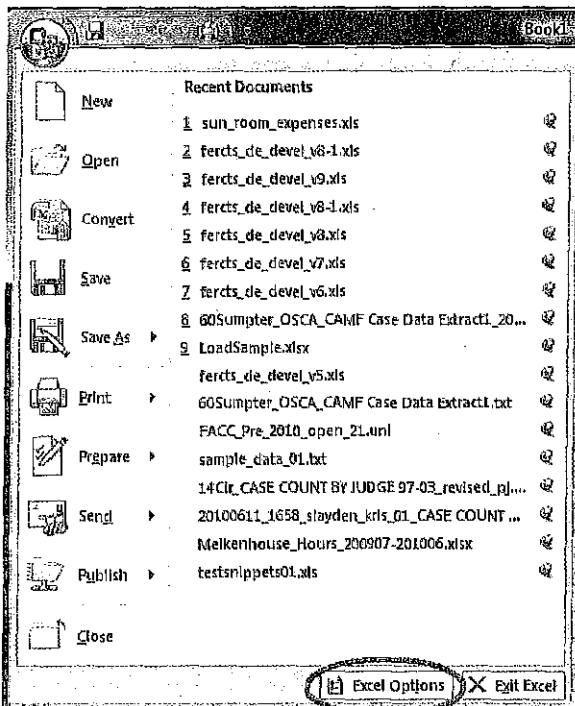 Book1
New
Open
Convert
Save
Save As
Print
Prepare
Send
Publish
Close
Recent Documents
1 sun_room_expenses.xls
2 fercts_de_devel_v8-1.xls
3 fercts_de_devel_v9.xls
4 fercts_de_devel_v8-1.xls
5 fercts_de_devel_v8.xls
6 fercts_de_devel_v7.xls
7 fercts_de_devel_v6.xls
8 60Sumpter_OSCA_CAMF Case Data Extract1_20...
9 LoadSample.xlsx
fercts_de_devel_v5.xls
60Sumpter_OSCA_CAMF Case Data Extract1.txt
FACC_Pre_2010_open_21.unl
sample_data_01.txt
14Cir_CASE COUNT BY JUDGE 97-03_revised_pj....
20100611_1658_slayden_kris_01_CASE COUNT ...
Melkenhouse_Hours_200907-201006.xlsx
testsnippets01.xls
Excel Options
Exit Excel